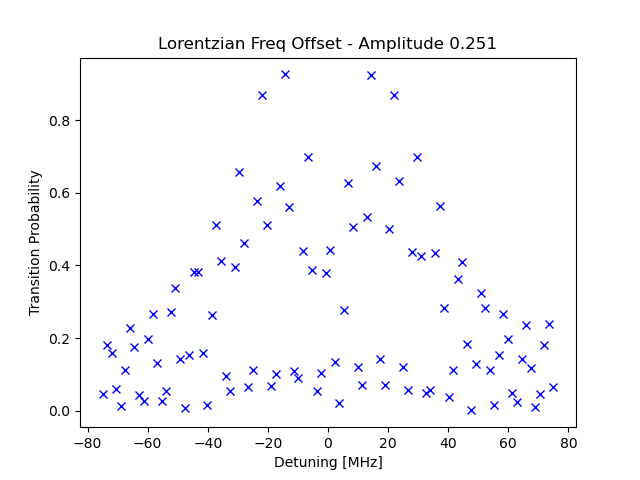 Lorentzian Freq Offset - Amplitude 0.251
Transition Probability
0.8
0.6
0.4
0.2
0.0
−80 −60 −40 −20 0 20 40 60 80
Detuning [MHz]